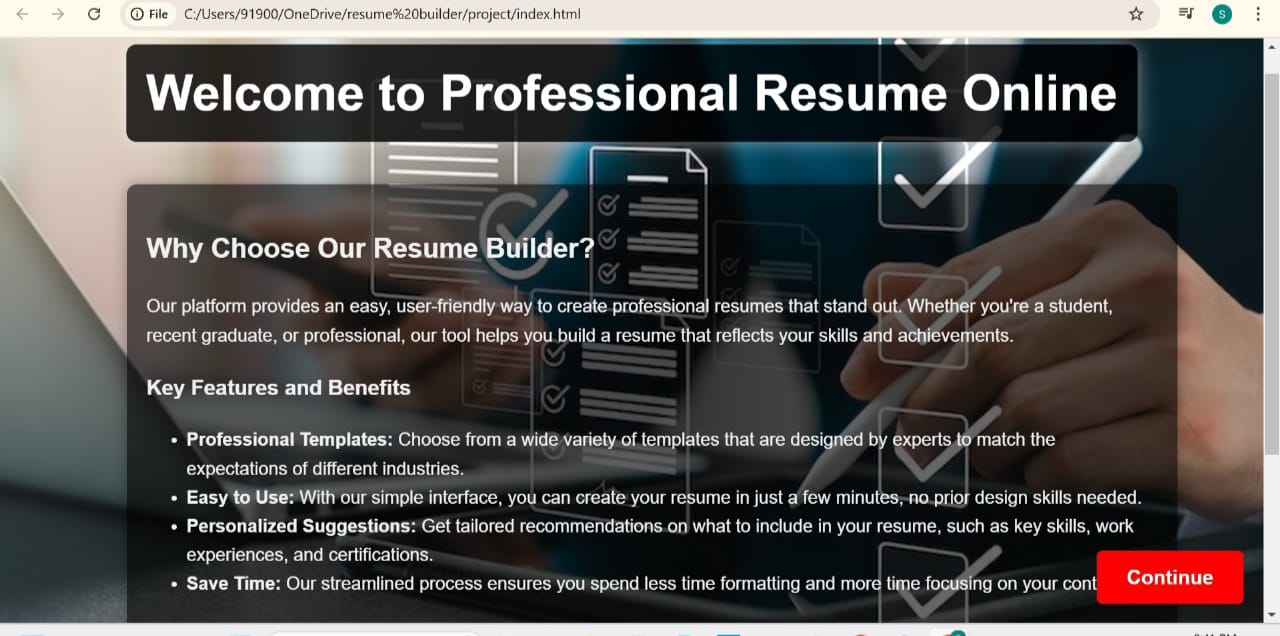 File C:/Users/91900/OneDrive/resume%20builder/project/index.html
S
Welcome to Professional Resume Online
Why Choose Our Resume Builder?
Our platform provides an easy, user-friendly way to create professional resumes that stand out. Whether you're a student,
recent graduate, or professional, our tool helps you build a resume that reflects your skills and achievements.
Key Features and Benefits
• Professional Templates: Choose from a wide variety of templates that are designed by experts to match the
expectations of different industries.
• Easy to Use: With our simple interface, you can create your resume in just a few minutes, no prior design skills needed.
• Personalized Suggestions: Get tailored recommendations on what to include in your resume, such as key skills, work
experiences, and certifications.
• Save Time: Our streamlined process ensures you spend less time formatting and more time focusing on your cont
Continue